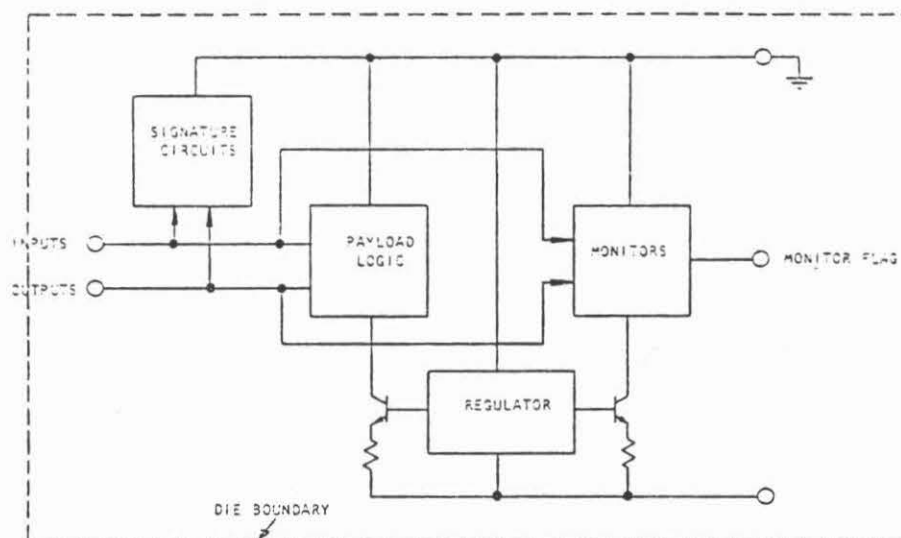 SIGNATURE
CIRCUITS
INPUTS
OUTPUTS
PAYLOAD
LOGIC
MONITORS
MONITOR FLAG
REGULATOR
DIE BOUNDARY